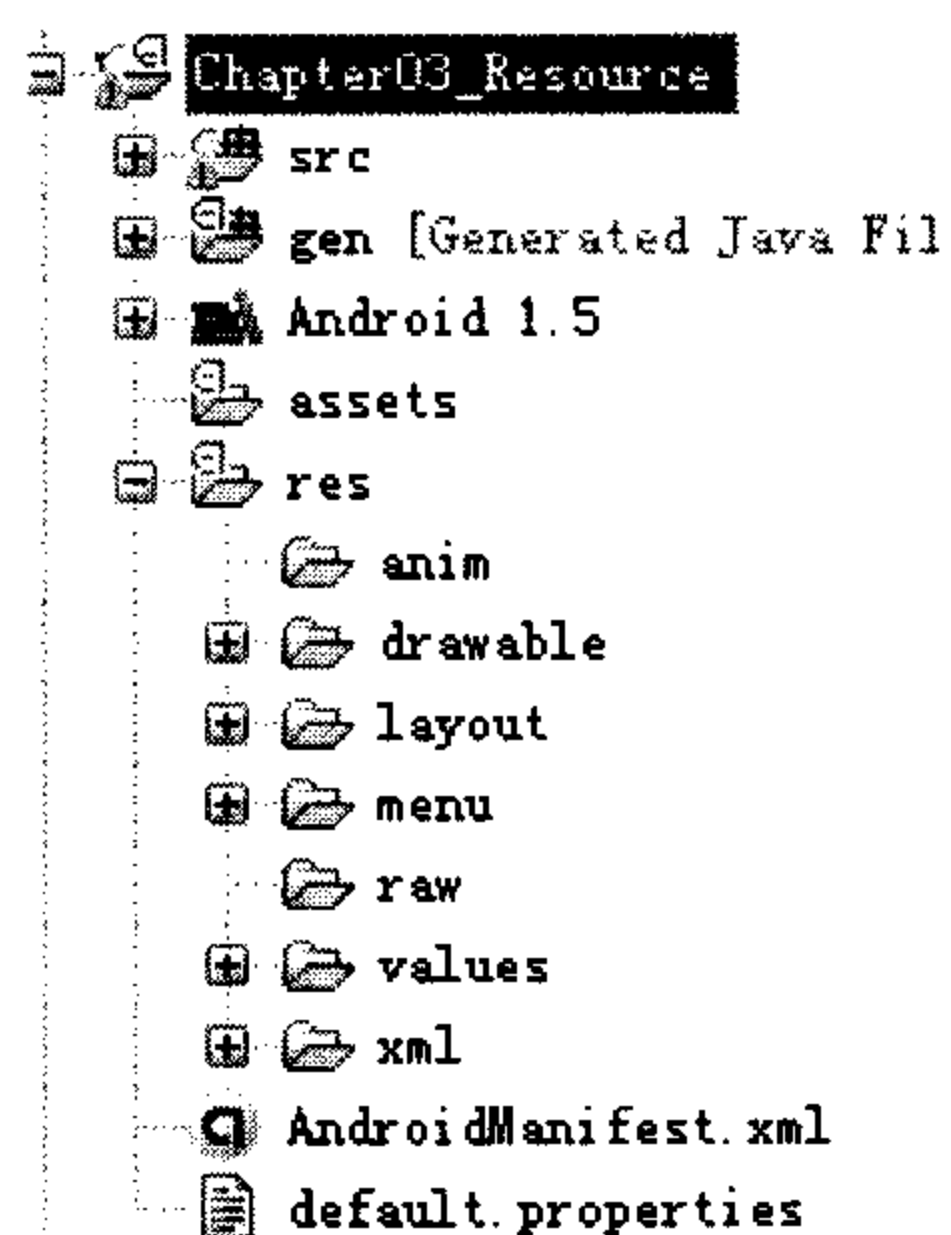 Chapter03_Resource
src
gen [Generated Java Fil
Android 1.5
assets
res
anim
drawable
layout
menu
raw
values
xml
AndroidManifest.xml
default.properties